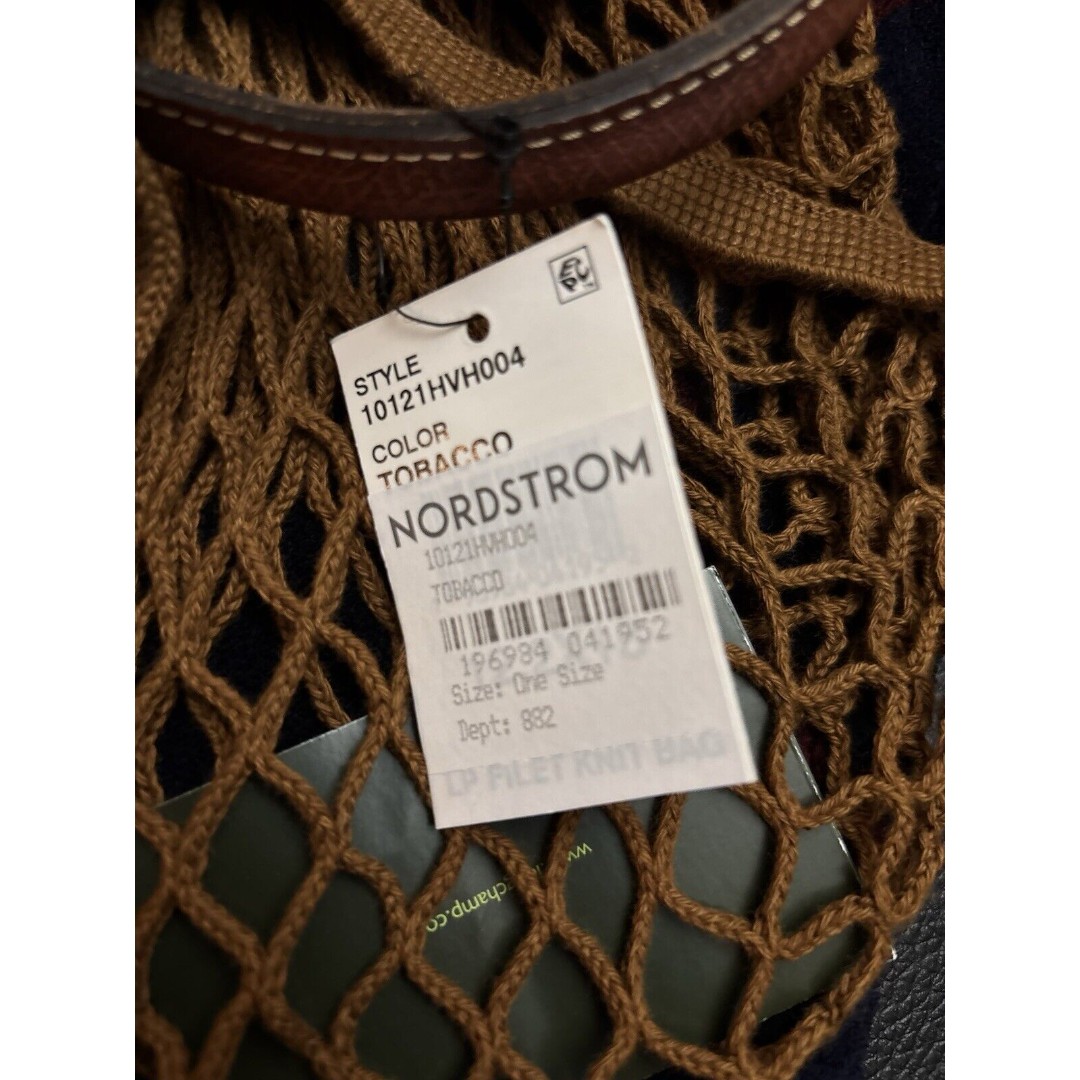 STYLE
10121HVH004
COLOR
TOBACCO
NORDSTROM
10121HVH004
TOBACCO
196984 041952
Size: One Size
Dept: 882
LP FILET KNIT BAG